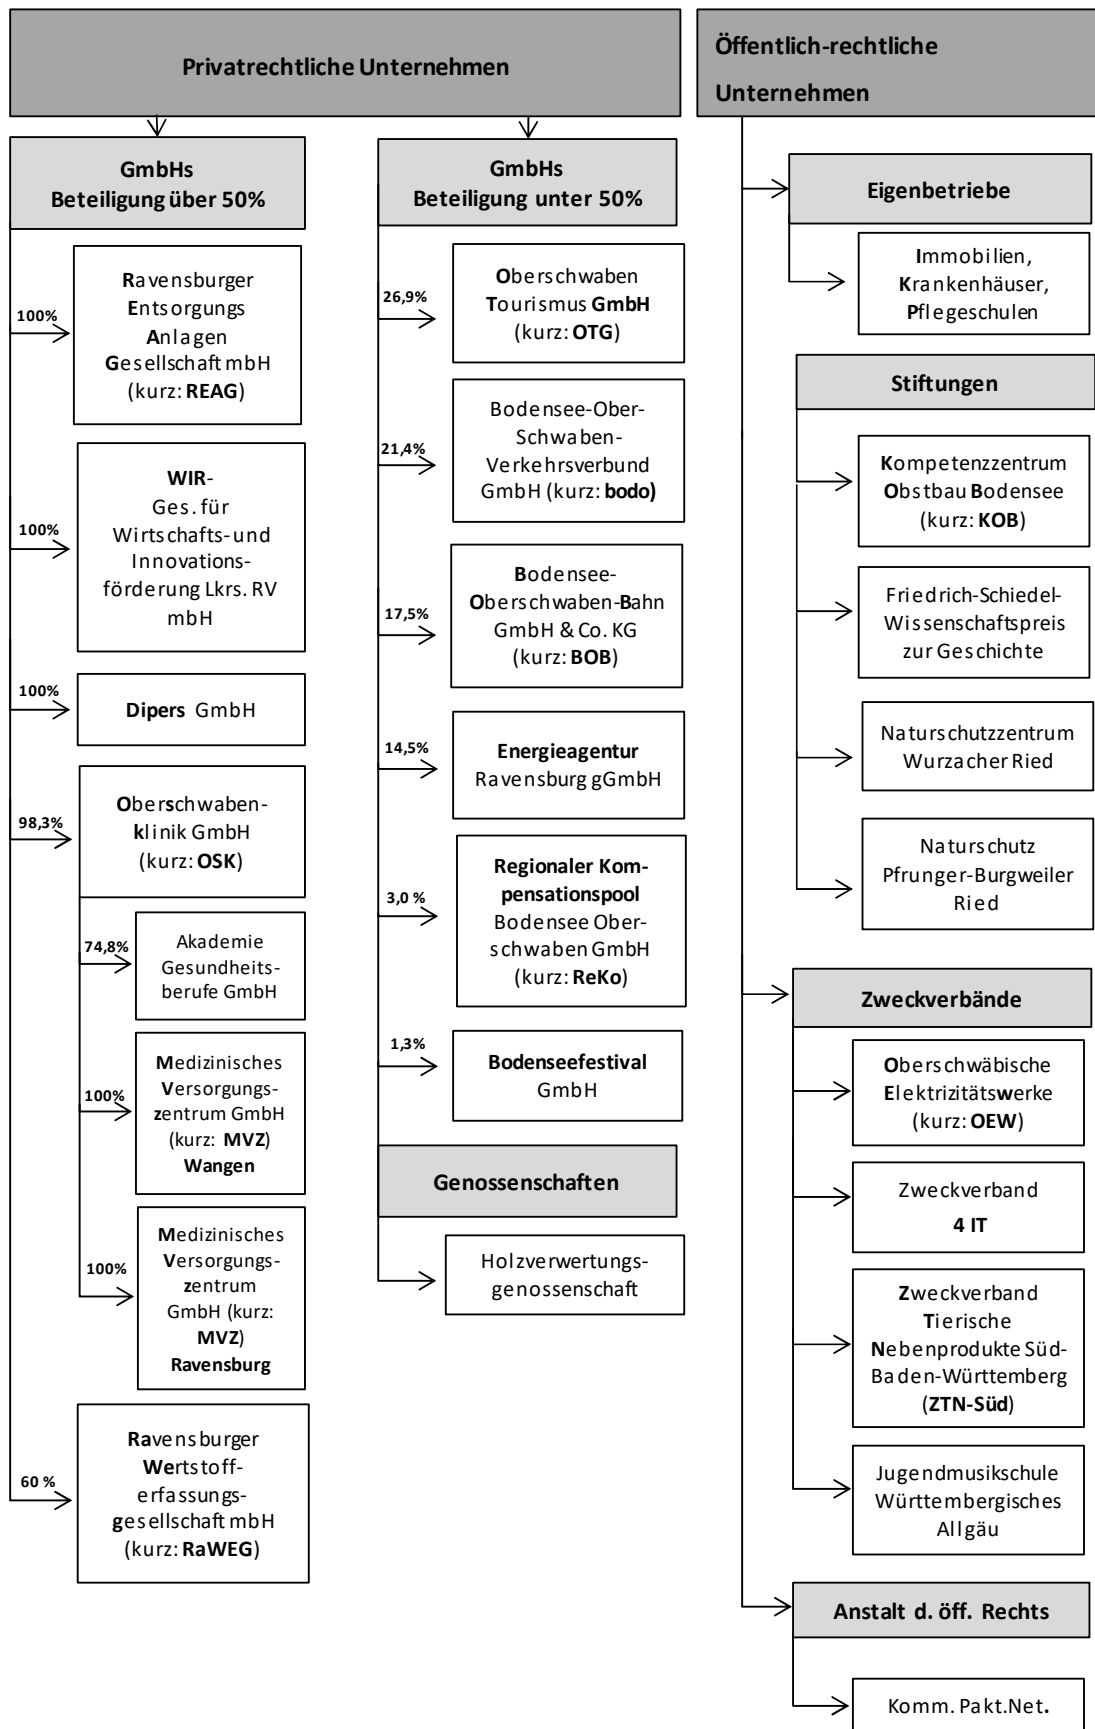 Privatrechtliche Unternehmen
GmbHs
Beteiligung über 50%
100%
Ravensburger
Entsorgungs
Anlagen
Gesellschaft mbH
(kurz: REAG)
100%
WIR-
Ges. für
Wirtschafts- und
Innovations-
förderung Lkrs. RV
mbH
100%
Dipers GmbH
98,3%
Oberschwaben-
klinik GmbH
(kurz: OSK)
74,8%
Akademie
Gesundheits-
berufe GmbH
100%
Medizinisches
Versorgungs-
zentrum GmbH
(kurz: MVZ)
Wangen
100%
Medizinisches
Versorgungs-
zentrum
GmbH (kurz:
MVZ)
Ravensburg
60 %
Ravensburger
Wertstoff-
erfassungs-
gesellschaft mbH
(kurz: RaWEG)
GmbHs
Beteiligung unter 50%
26,9%
Oberschwaben
Tourismus GmbH
(kurz: OTG)
21,4%
Bodensee-Ober-
Schwaben-
Verkehrsverbund
GmbH (kurz: bodo)
17,5%
Bodensee-
Oberschwaben-Bahn
GmbH & Co. KG
(kurz: BOB)
14,5%
Energieagentur
Ravensburg gGmbH
3,0 %
Regionaler Kom-
pensationspool
Bodensee Ober-
schwaben GmbH
(kurz: ReKo)
1,3%
Bodenseefestival
GmbH
Genossenschaften
Holzverwertungs-
genossenschaft
Öffentlich-rechtliche
Unternehmen
Eigenbetriebe
Immobilien,
Krankenhäuser,
Pflegeschulen
Stiftungen
Kompetenzzentrum
Obstbau Bodensee
(kurz: KOB)
Friedrich-Schiedel-
Wissenschaftspreis
zur Geschichte
Naturschutzzentrum
Wurzacher Ried
Naturschutz
Pfrunger-Burgweiler
Ried
Zweckverbände
Oberschwäbische
Elektrizitätswerke
(kurz: OEW)
Zweckverband
4 IT
Zweckverband
Tierische
Nebenprodukte Süd-
Baden-Württemberg
(ZTN-Süd)
Jugendmusikschule
Württembergisches
Allgäu
Anstalt d. öff. Rechts
Komm. Pakt.Net.